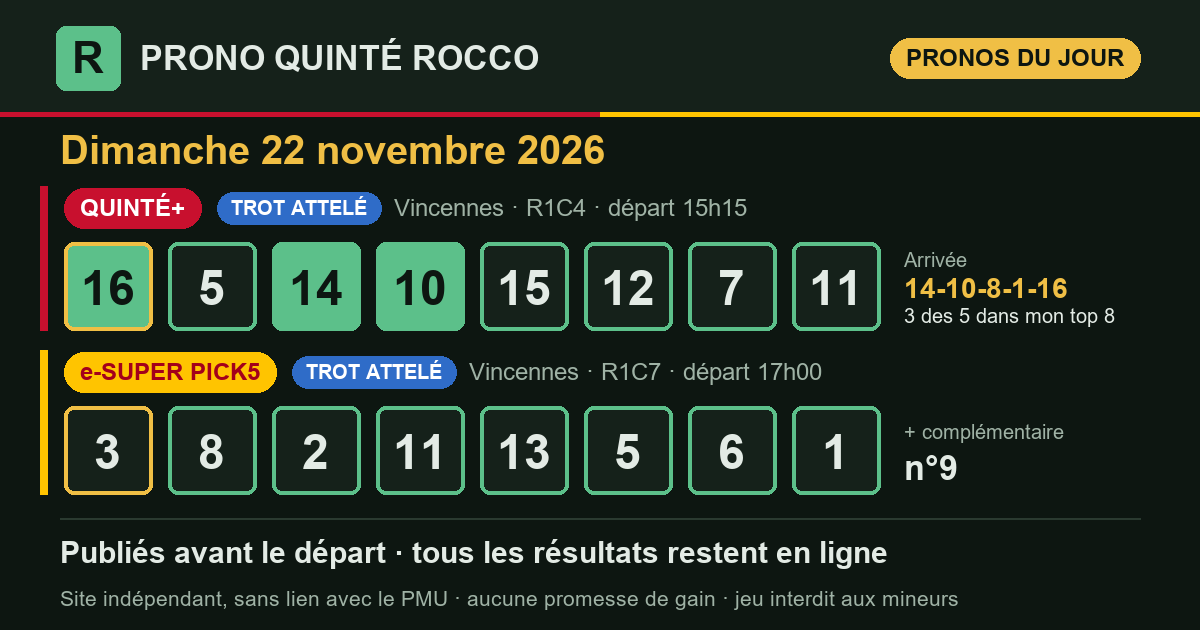 R PRONO QUINTÉ ROCCO PRONOS DU JOUR
Dimanche 22 novembre 2026
QUINTÉ+ TROT ATTELÉ Vincennes · R1C4 · départ 15h15
16 5 14 10 15 12 7 11
Arrivée
14-10-8-1-16
3 des 5 dans mon top 8
e-SUPER PICK5 TROT ATTELÉ Vincennes · R1C7 · départ 17h00
3 8 2 11 13 5 6 1
+ complémentaire
n°9
Publiés avant le départ · tous les résultats restent en ligne
Site indépendant, sans lien avec le PMU · aucune promesse de gain · jeu interdit aux mineurs